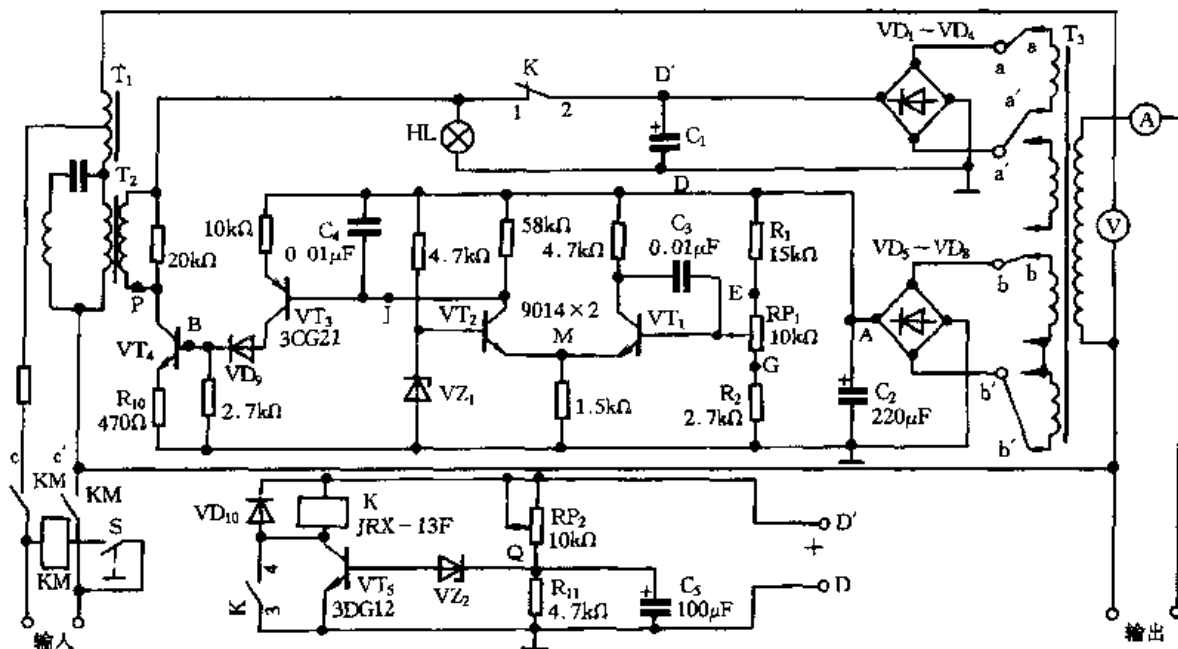 VD₁~VD₄
T₃
a
a
T₁
K
D′
a′
A
1
2
HL
C₁
a′
T₂
D
10kΩ
C₄
58kΩ
C₃
R₁
V
0 01μF
4.7kΩ
4.7kΩ
0.01μF
15kΩ
VD₅~VD₈
20kΩ
b
b
E
P
J
9014×2
RP₁
B
VT₃
VT₂
VT₁
10kΩ
A
3CG21
M
VT₄
G
VD₉
R₂
C₂
b′
VZ₁
R₁₀
2.7kΩ
1.5kΩ
2.7kΩ
220μF
470Ω
b′
c
c′
KM
KM
K
VD₁₀
JRX-13F
RP₂
D′
S
10kΩ
+
Q
KM
4
VT₅
VZ₂
R₁₁
C₅
D
K
3
3DG12
4.7kΩ
100μF
输入
输出